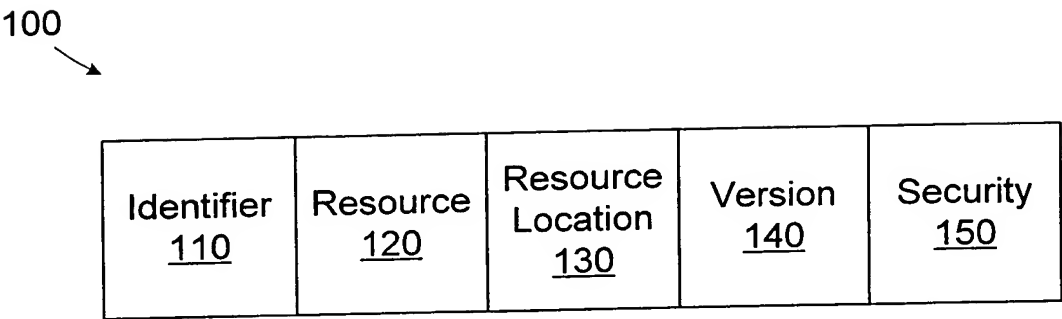 100
Identifier
110
Resource
120
Resource
Location
130
Version
140
Security
150